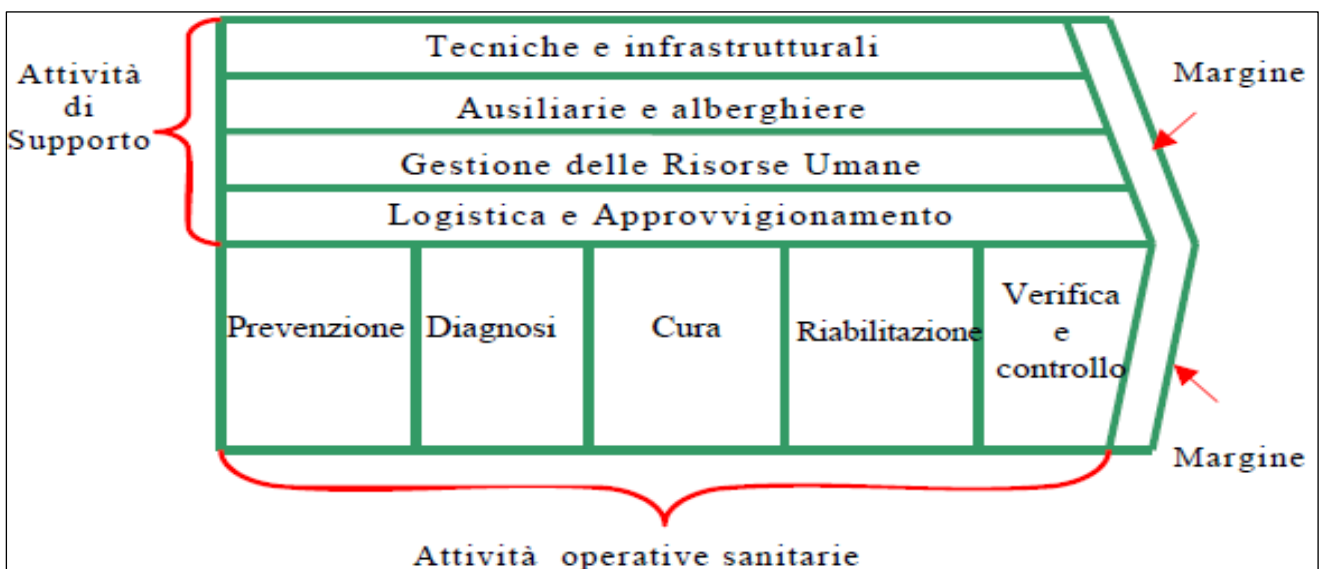 Attività
di
Supporto
Tecniche e infrastrutturali
Ausiliarie e alberghiere
Gestione delle Risorse Umane
Logistica e Approvvigionamento
Margine
Prevenzione
Diagnosi
Cura
Riabilitazione
Verifica
e
controllo
Margine
Attività operative sanitarie